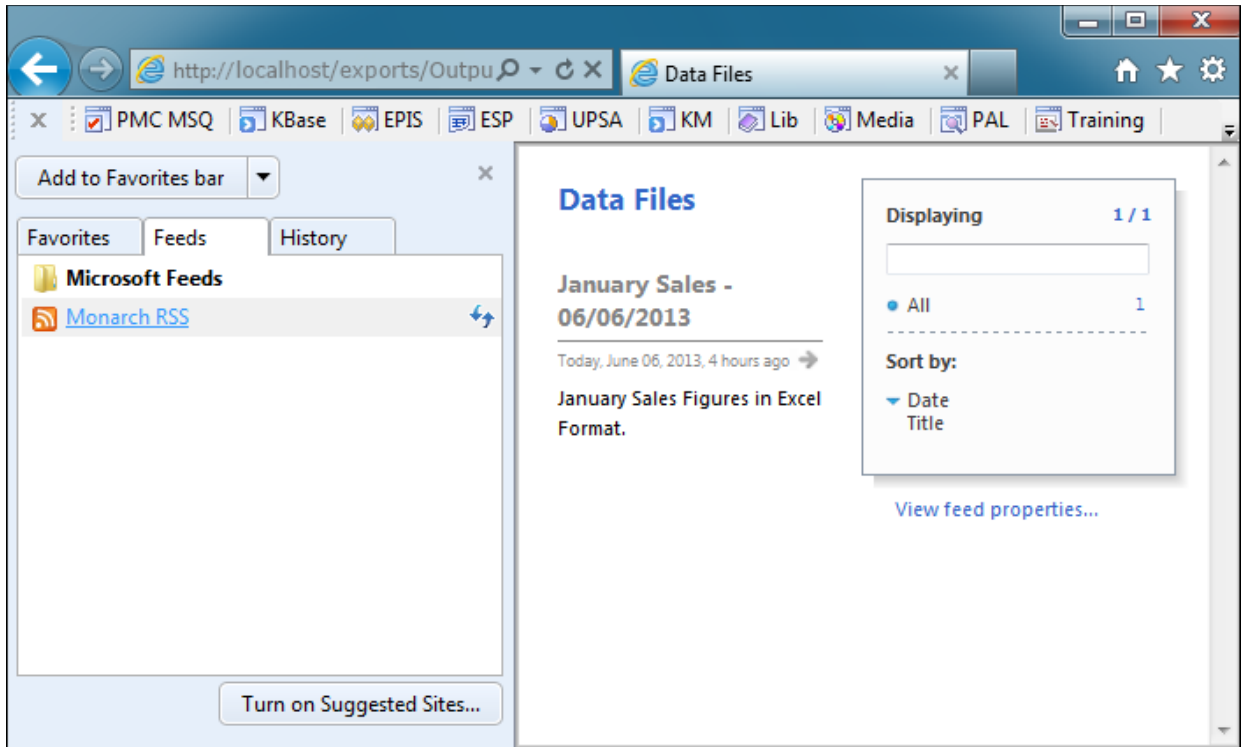 http://localhost/exports/Outpu
Data Files
PMC MSQ KBase EPIS ESP UPSA KM Lib Media PAL Training
Add to Favorites bar
Favorites Feeds History
Microsoft Feeds
Monarch RSS
Turn on Suggested Sites...
Data Files
January Sales -
06/06/2013
Today, June 06, 2013, 4 hours ago
January Sales Figures in Excel
Format.
Displaying 1 / 1
All 1
Sort by:
Date
Title
View feed properties...